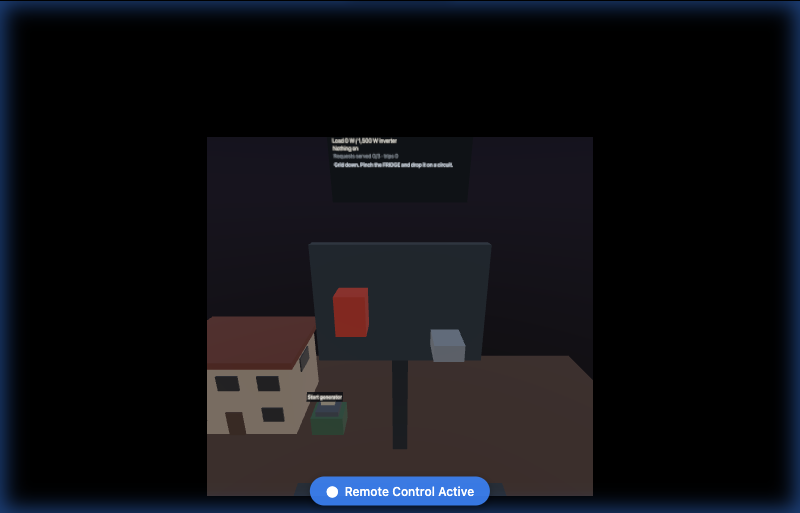 Load 0 W / 1,500 W inverter
Nothing on
Requests served 0/3 · trips 0
Grid down. Pinch the FRIDGE and drop it on a circuit.
Start generator
Remote Control Active